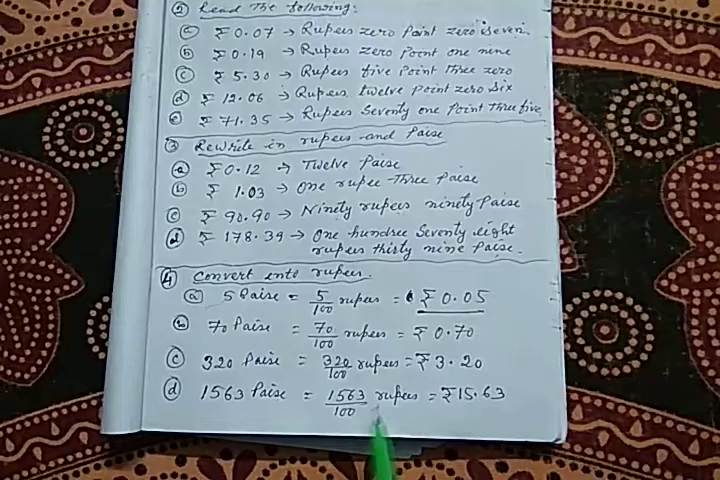 ② Read The following:
ⓐ ₹ 0.07 → Rupees zero Point zero seven
ⓑ ₹ 0.19 → Rupees zero Point one nine
ⓒ ₹ 5.30 → Rupees five Point Three zero
ⓓ ₹ 12.06 → Rupees twelve point zero Six
ⓔ ₹ 71.35 → Rupees Seventy one Point Three five
③ Rewrite in rupees and Paise
ⓐ ₹ 0.12 → Twelve Paise
ⓑ ₹ 1.03 → One rupee Three Paise
ⓒ ₹ 90.90 → Ninety rupees ninety Paise
ⓓ ₹ 178.39 → One hundree Seventy eight
rupees thirty nine Paise.
④ Convert into rupees.
ⓐ 5 Paise = 5/100 rupees = ₹ 0.05
ⓑ 70 Paise = 70/100 rupees = ₹ 0.70
ⓒ 320 Paise = 320/100 rupees = ₹ 3.20
ⓓ 1563 Paise = 1563/100 rupees = ₹ 15.63